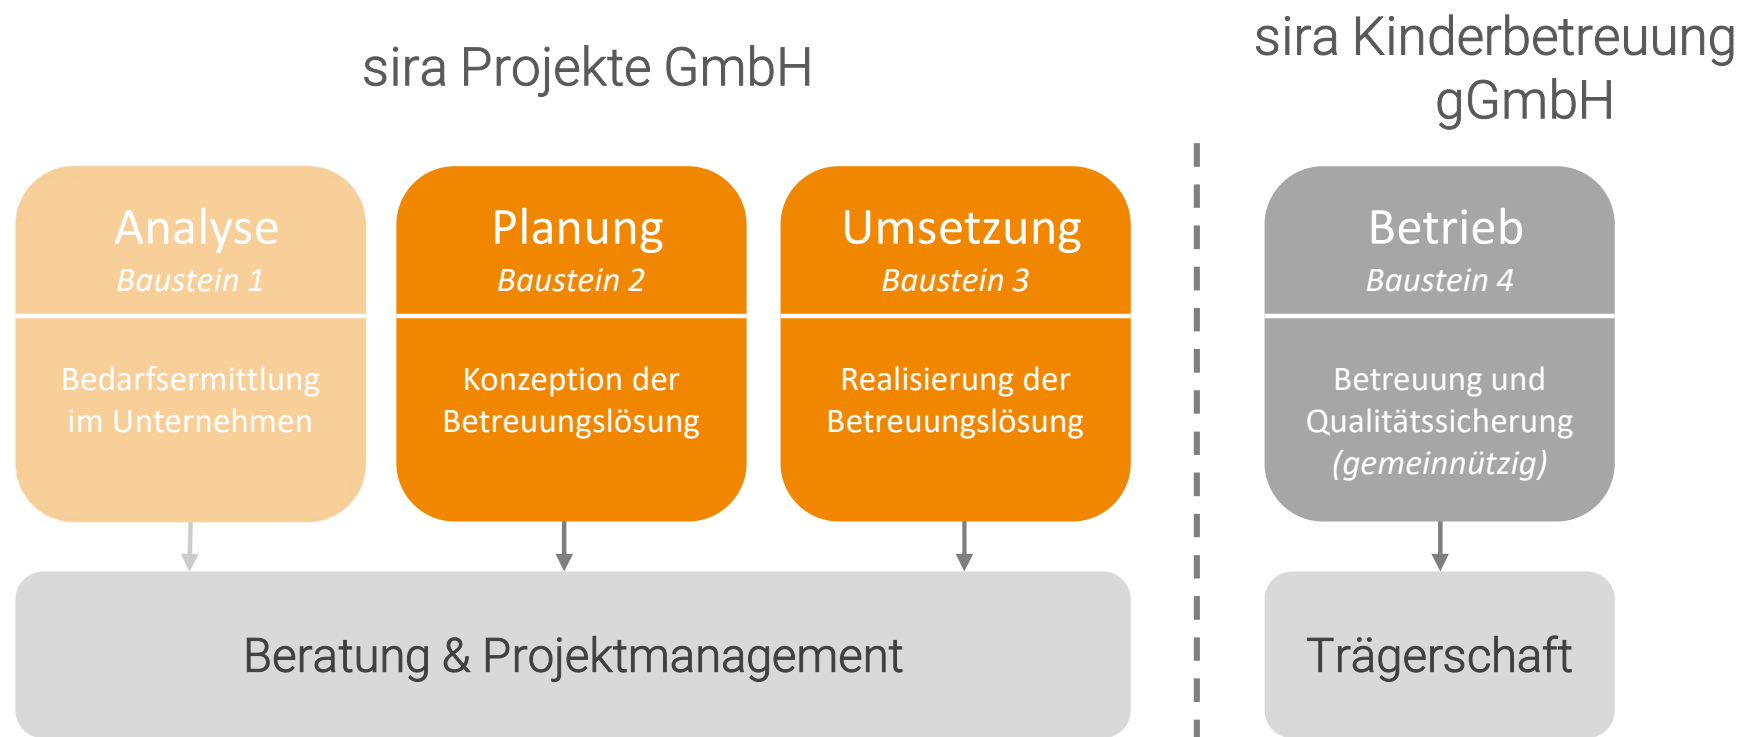 sira Projekte GmbH
sira Kinderbetreuung
gGmbH
Analyse
Baustein 1
Bedarfsermittlung
im Unternehmen
Planung
Baustein 2
Konzeption der
Betreuungslösung
Umsetzung
Baustein 3
Realisierung der
Betreuungslösung
Betrieb
Baustein 4
Betreuung und
Qualitätssicherung
(gemeinnützig)
Beratung & Projektmanagement
Trägerschaft